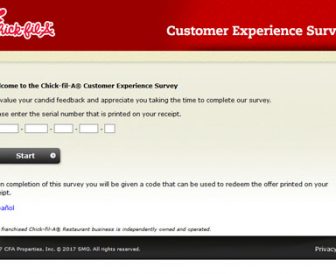 Chick-fil-A
Customer Experience Surv
lcome to the Chick-fil-A® Customer Experience Survey
value your candid feedback and appreciate you taking the time to complete our survey.
ase enter the serial number that is printed on your receipt.
- - - -
Start
n completion of this survey you will be given a code that can be used to redeem the offer printed on your
eipt.
pañol
franchised Chick-fil-A® Restaurant business is independently owned and operated.
7 CFA Properties, Inc. © 2017 SMG. All rights reserved.
Privacy